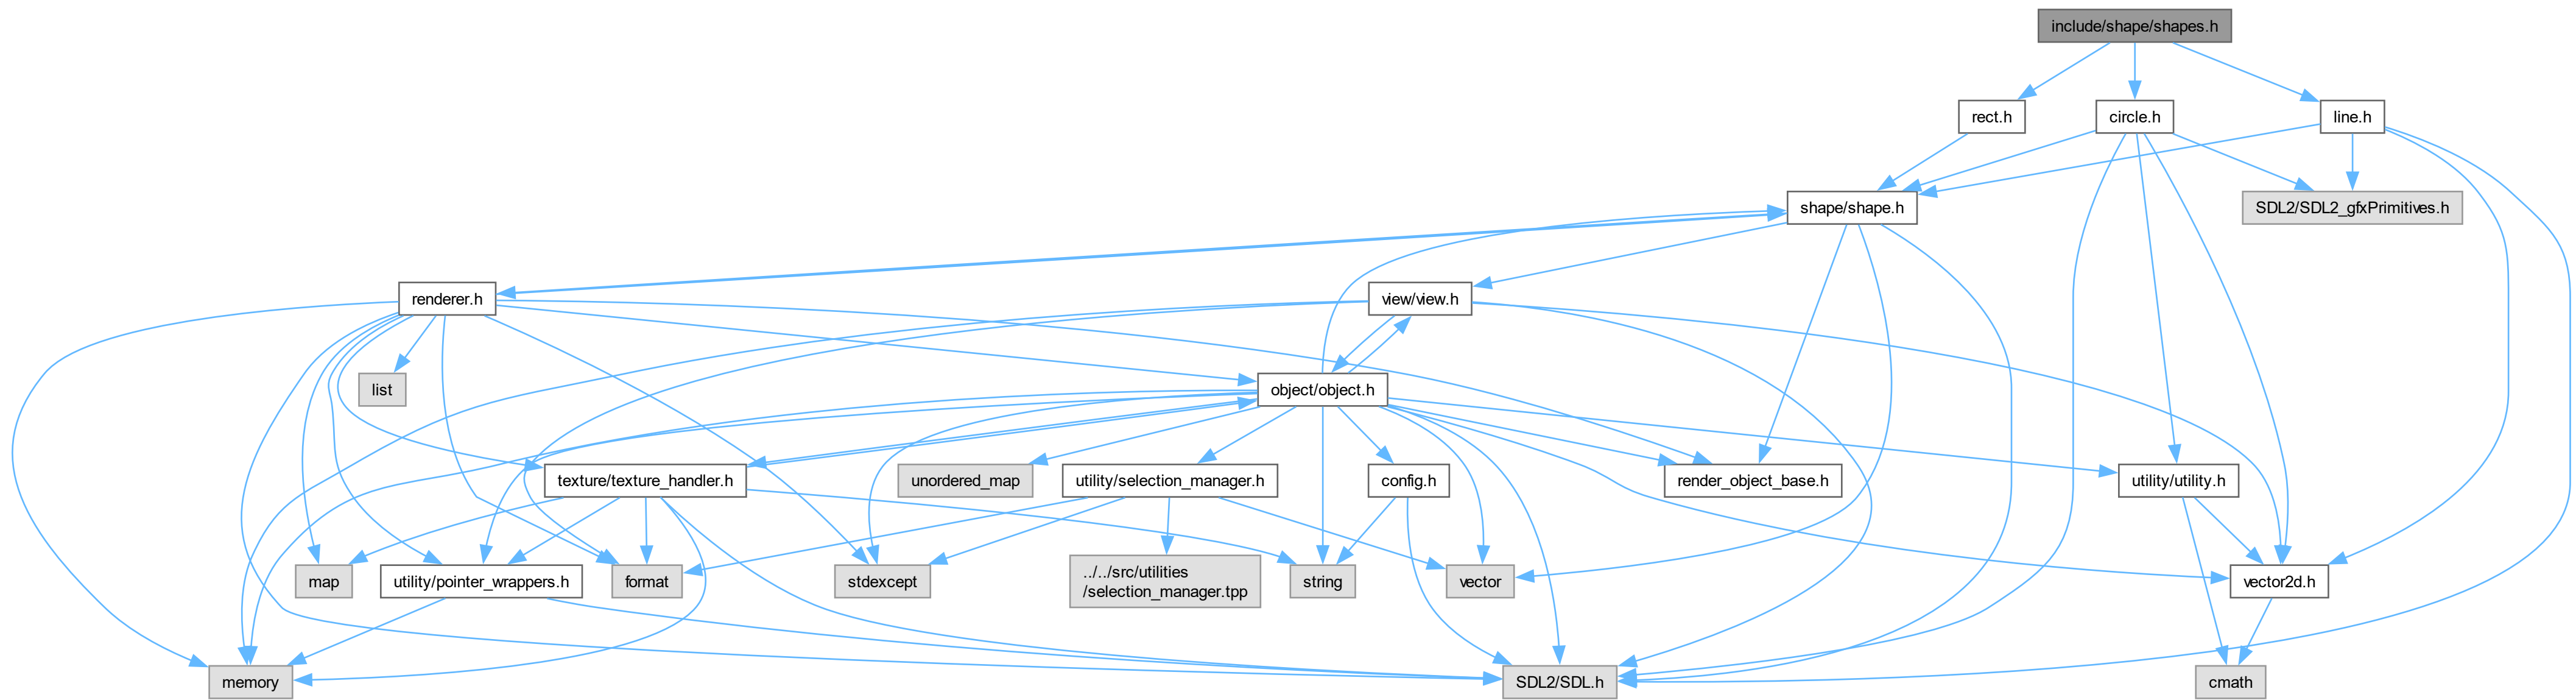 include/shape/shapes.h
rect.h
circle.h
line.h
shape/shape.h
SDL2/SDL2_gfxPrimitives.h
renderer.h
view/view.h
list
object/object.h
texture/texture_handler.h
unordered_map
utility/selection_manager.h
config.h
render_object_base.h
utility/utility.h
map
utility/pointer_wrappers.h
format
stdexcept
../../src/utilities
/selection_manager.tpp
string
vector
vector2d.h
memory
SDL2/SDL.h
cmath